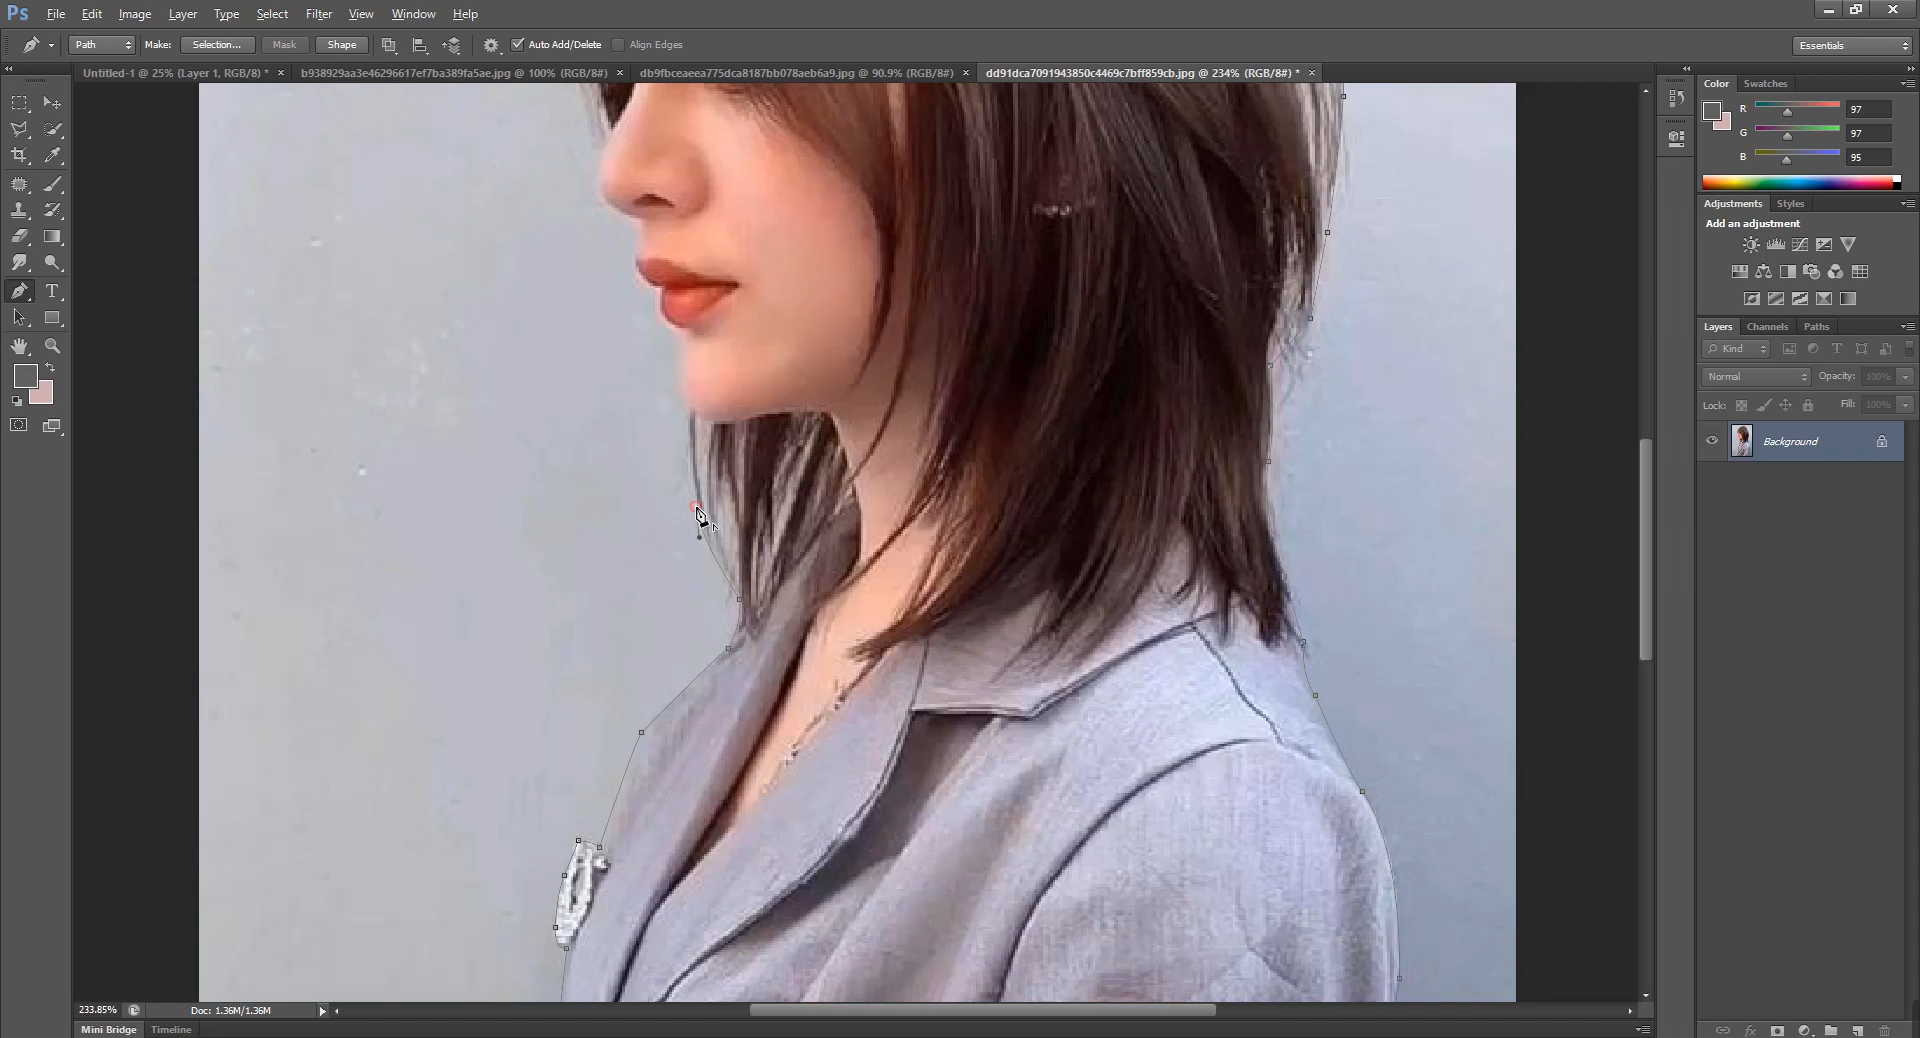 Ps File Edit Image Layer Type Select Filter View Window Help
Path Make: Selection... Mask Shape Auto Add/Delete Align Edges Essentials
Untitled-1 @ 25% (Layer 1, RGB/8) * × b938929aa3e46296617ef7ba389fa5ae.jpg @ 100% (RGB/8#) × db9fbceaeea775dca8187bb078aeb6a9.jpg @ 90.9% (RGB/8#) × dd91dca7091943850c4469c7bff859cb.jpg @ 234% (RGB/8#) * ×
Color Swatches
R 97
G 97
B 95
Adjustments Styles
Add an adjustment
Layers Channels Paths
Kind
Normal Opacity: 100%
Lock: Fill: 100%
Background
233.85% Doc: 1.36M/1.36M
Mini Bridge Timeline